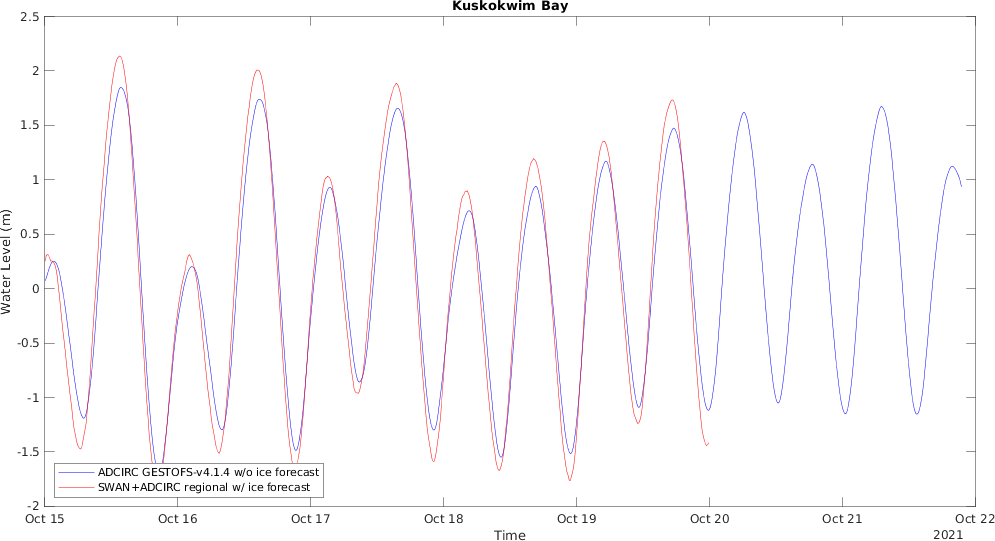 Kuskokwim Bay
2.5
2
1.5
1
0.5
0
-0.5
-1
-1.5
-2
Water Level (m)
ADCIRC GESTOFS-v4.1.4 w/o ice forecast
SWAN+ADCIRC regional w/ ice forecast
Oct 15 Oct 16 Oct 17 Oct 18 Oct 19 Oct 20 Oct 21 Oct 22
Time
2021